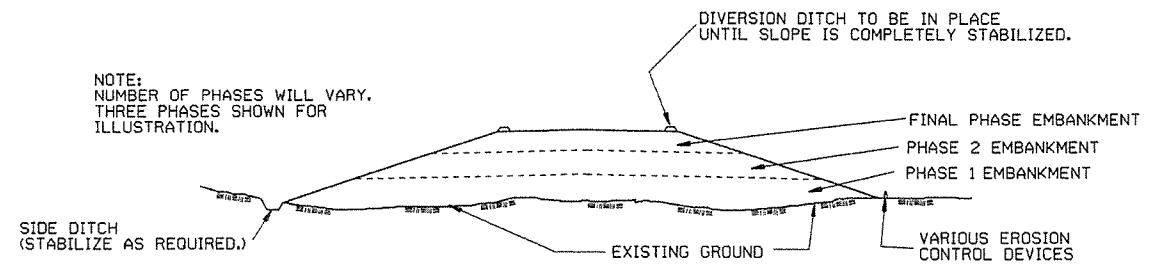 DIVERSION DITCH TO BE IN PLACE
UNTIL SLOPE IS COMPLETELY STABILIZED.
NOTE:
NUMBER OF PHASES WILL VARY.
THREE PHASES SHOWN FOR
ILLUSTRATION.
FINAL PHASE EMBANKMENT
PHASE 2 EMBANKMENT
PHASE 1 EMBANKMENT
SIDE DITCH
(STABILIZE AS REQUIRED.)
EXISTING GROUND
VARIOUS EROSION
CONTROL DEVICES